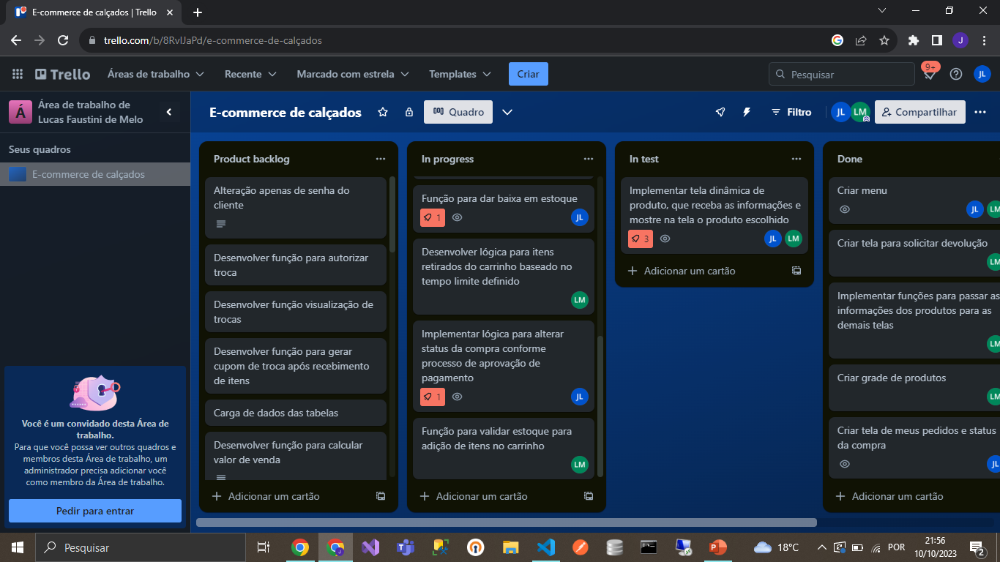 E-commerce de calçados | Trello
trello.com/b/8RvIJaPd/e-commerce-de-calçados
J
Trello
Áreas de trabalho
Recente
Marcado com estrela
Templates
Criar
Pesquisar
9+
JL
Á
Área de trabalho de
Lucas Faustini de Melo
E-commerce de calçados
Quadro
Filtro
JL
LM
Compartilhar
Seus quadros
E-commerce de calçados
Você é um convidado desta Área de
trabalho.
Para que você possa ver outros quadros e
membros desta Área de trabalho, um
administrador precisa adicionar você
como membro da Área de trabalho.
Pedir para entrar
Product backlog
Alteração apenas de senha do
cliente
Desenvolver função para autorizar
troca
Desenvolver função visualização de
trocas
Desenvolver função para gerar
cupom de troca após recebimento
de itens
Carga de dados das tabelas
Desenvolver função para calcular
valor de venda
Adicionar um cartão
In progress
Função para dar baixa em estoque
1
JL
Desenvolver lógica para itens
retirados do carrinho baseado no
tempo limite definido
LM
Implementar lógica para alterar
status da compra conforme
processo de aprovação de
pagamento
1
JL
Função para validar estoque para
adição de itens no carrinho
LM
Adicionar um cartão
In test
Implementar tela dinâmica de
produto, que receba as informações e
mostre na tela o produto escolhido
3
JL
LM
Adicionar um cartão
Done
Criar menu
JL
LM
Criar tela para solicitar devolução
LM
Implementar funções para passar as
informações dos produtos para as
demais telas
LM
Criar grade de produtos
LM
Criar tela de meus pedidos e status
da compra
JL
Adicionar um cartão
Pesquisar
18°C
POR
21:56
10/10/2023
2